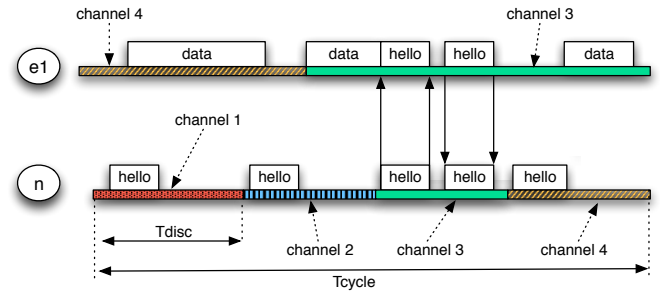 channel 4
channel 3
e1
data
data
hello
hello
data
channel 1
n
hello
hello
hello
hello
hello
Tdisc
channel 2
channel 3
channel 4
Tcycle